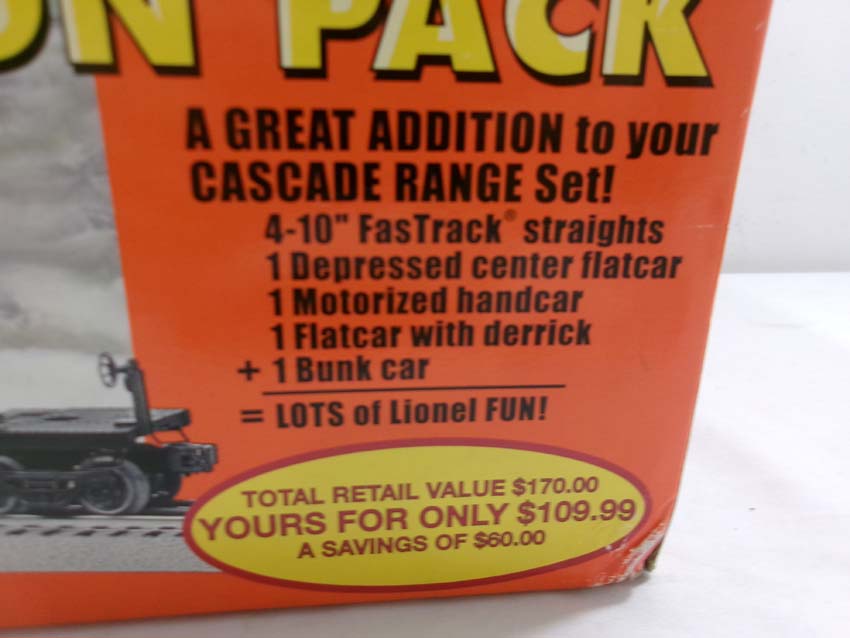 PACK
A GREAT ADDITION to your
CASCADE RANGE Set!
4-10" FasTrack® straights
1 Depressed center flatcar
1 Motorized handcar
1 Flatcar with derrick
+ 1 Bunk car
= LOTS of Lionel FUN!
TOTAL RETAIL VALUE $170.00
YOURS FOR ONLY $109.99
A SAVINGS OF $60.00